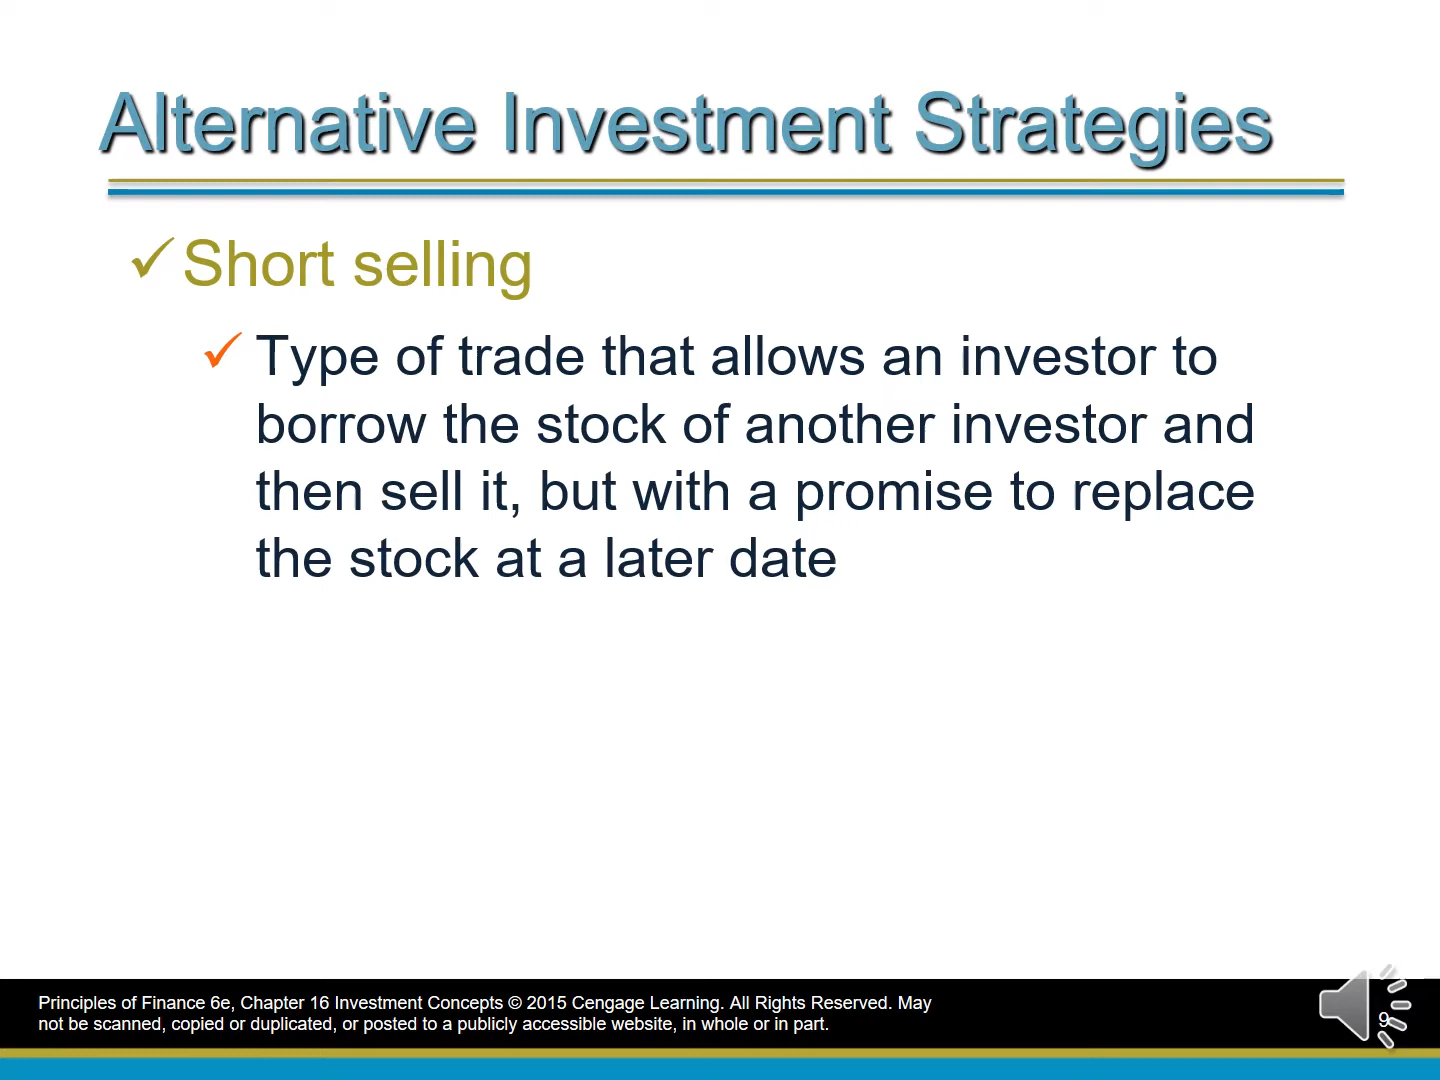 Alternative Investment Strategies
Short selling
Type of trade that allows an investor to
borrow the stock of another investor and
then sell it, but with a promise to replace
the stock at a later date
Principles of Finance 6e, Chapter 16 Investment Concepts © 2015 Cengage Learning. All Rights Reserved. May
not be scanned, copied or duplicated, or posted to a publicly accessible website, in whole or in part.
9